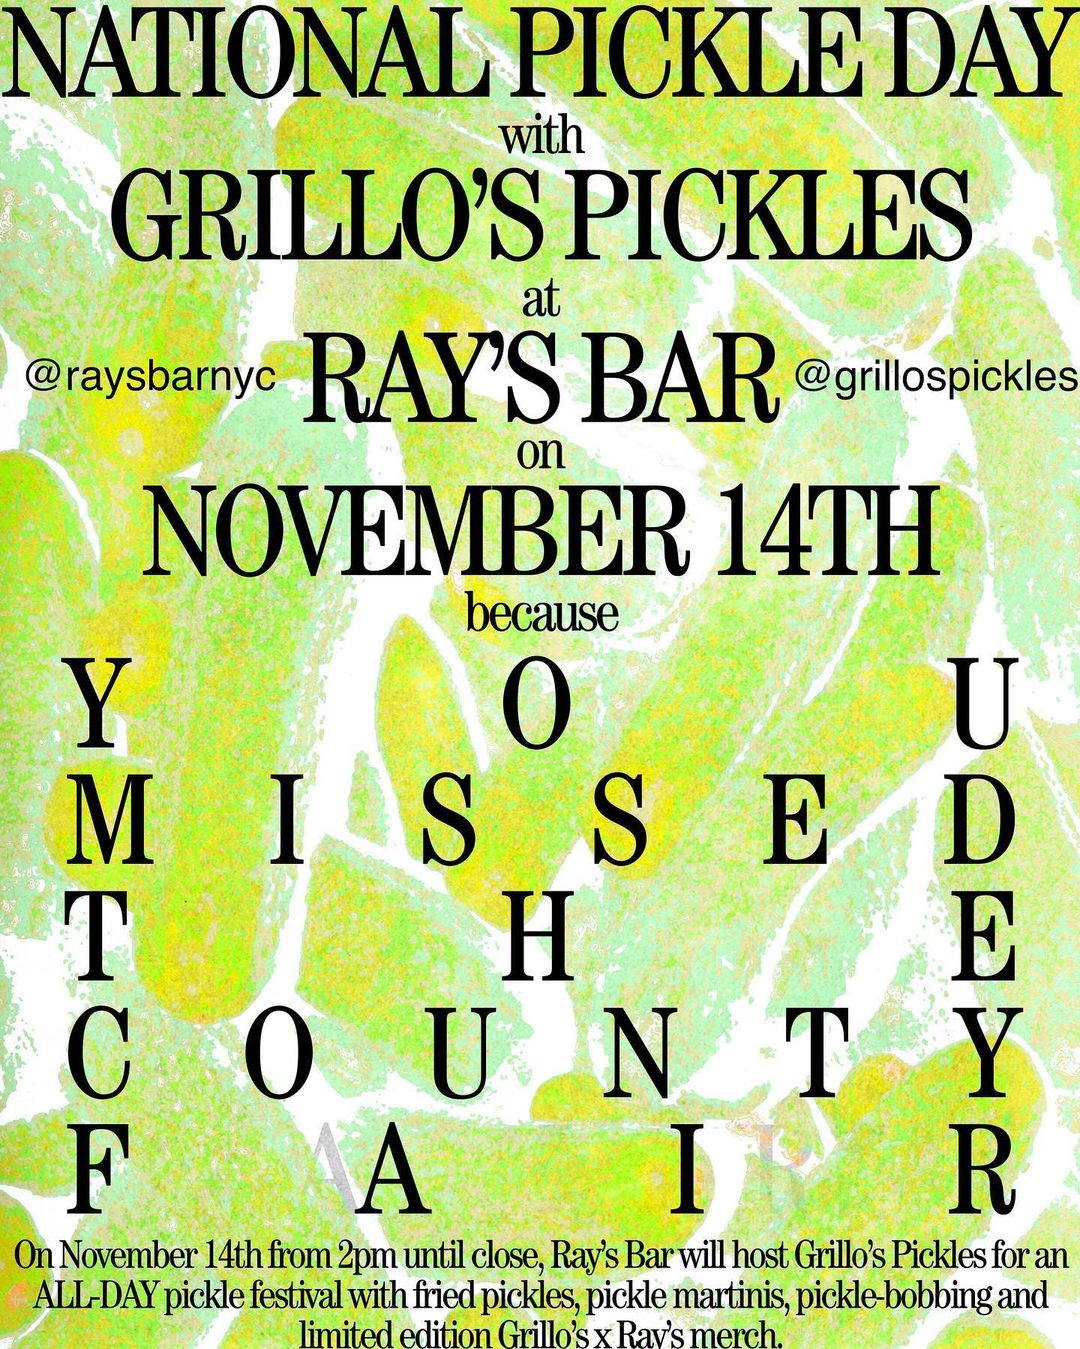 NATIONAL PICKLE DAY
with
GRILLO’S PICKLES
at
@raysbarnyc RAY’S BAR @grillospickles
on
NOVEMBER 14TH
because
Y O U
M I S S E D
T H E
C O U N T Y
F A I R
On November 14th from 2pm until close, Ray’s Bar will host Grillo’s Pickles for an
ALL-DAY pickle festival with fried pickles, pickle martinis, pickle-bobbing and
limited edition Grillo’s x Ray’s merch.